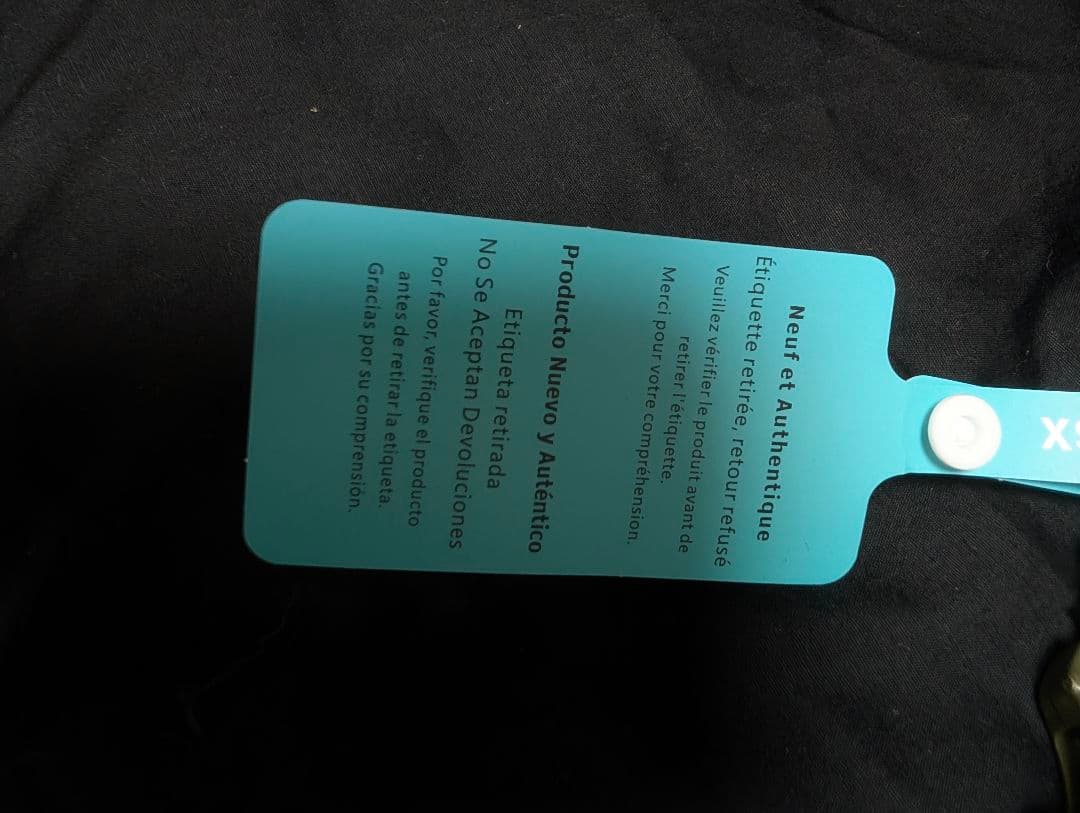 Neuf et Authentique
Étiquette retirée, retour refusé
Veuillez vérifier le produit avant de
retirer l'étiquette.
Merci pour votre compréhension.
Producto Nuevo y Auténtico
Etiqueta retirada
No Se Aceptan Devoluciones
Por favor, verifique el producto
antes de retirar la etiqueta.
Gracias por su comprensión.
XS